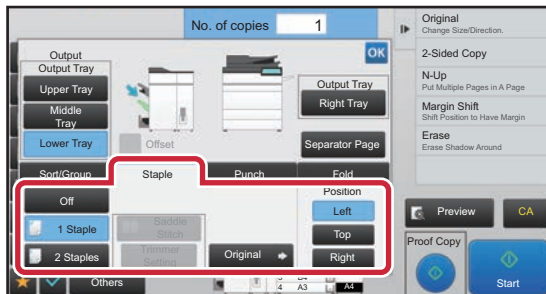 No. of copies 1
Original
Change Size/Direction.
2-Sided Copy
N-Up
Put Multiple Pages in A Page
Margin Shift
Shift Position to Have Margin
Erase
Erase Shadow Around
Output
OK
Output Tray
Upper Tray
Middle
Tray
Lower Tray
Offset
Output Tray
Right Tray
Separator Page
Sort/Group
Staple
Punch
Fold
Off
1 Staple
2 Staples
Saddle
Stitch
Trimmer
Setting
Original
Position
Left
Top
Right
Preview
CA
Proof Copy
Start
Others
4 A3
A4